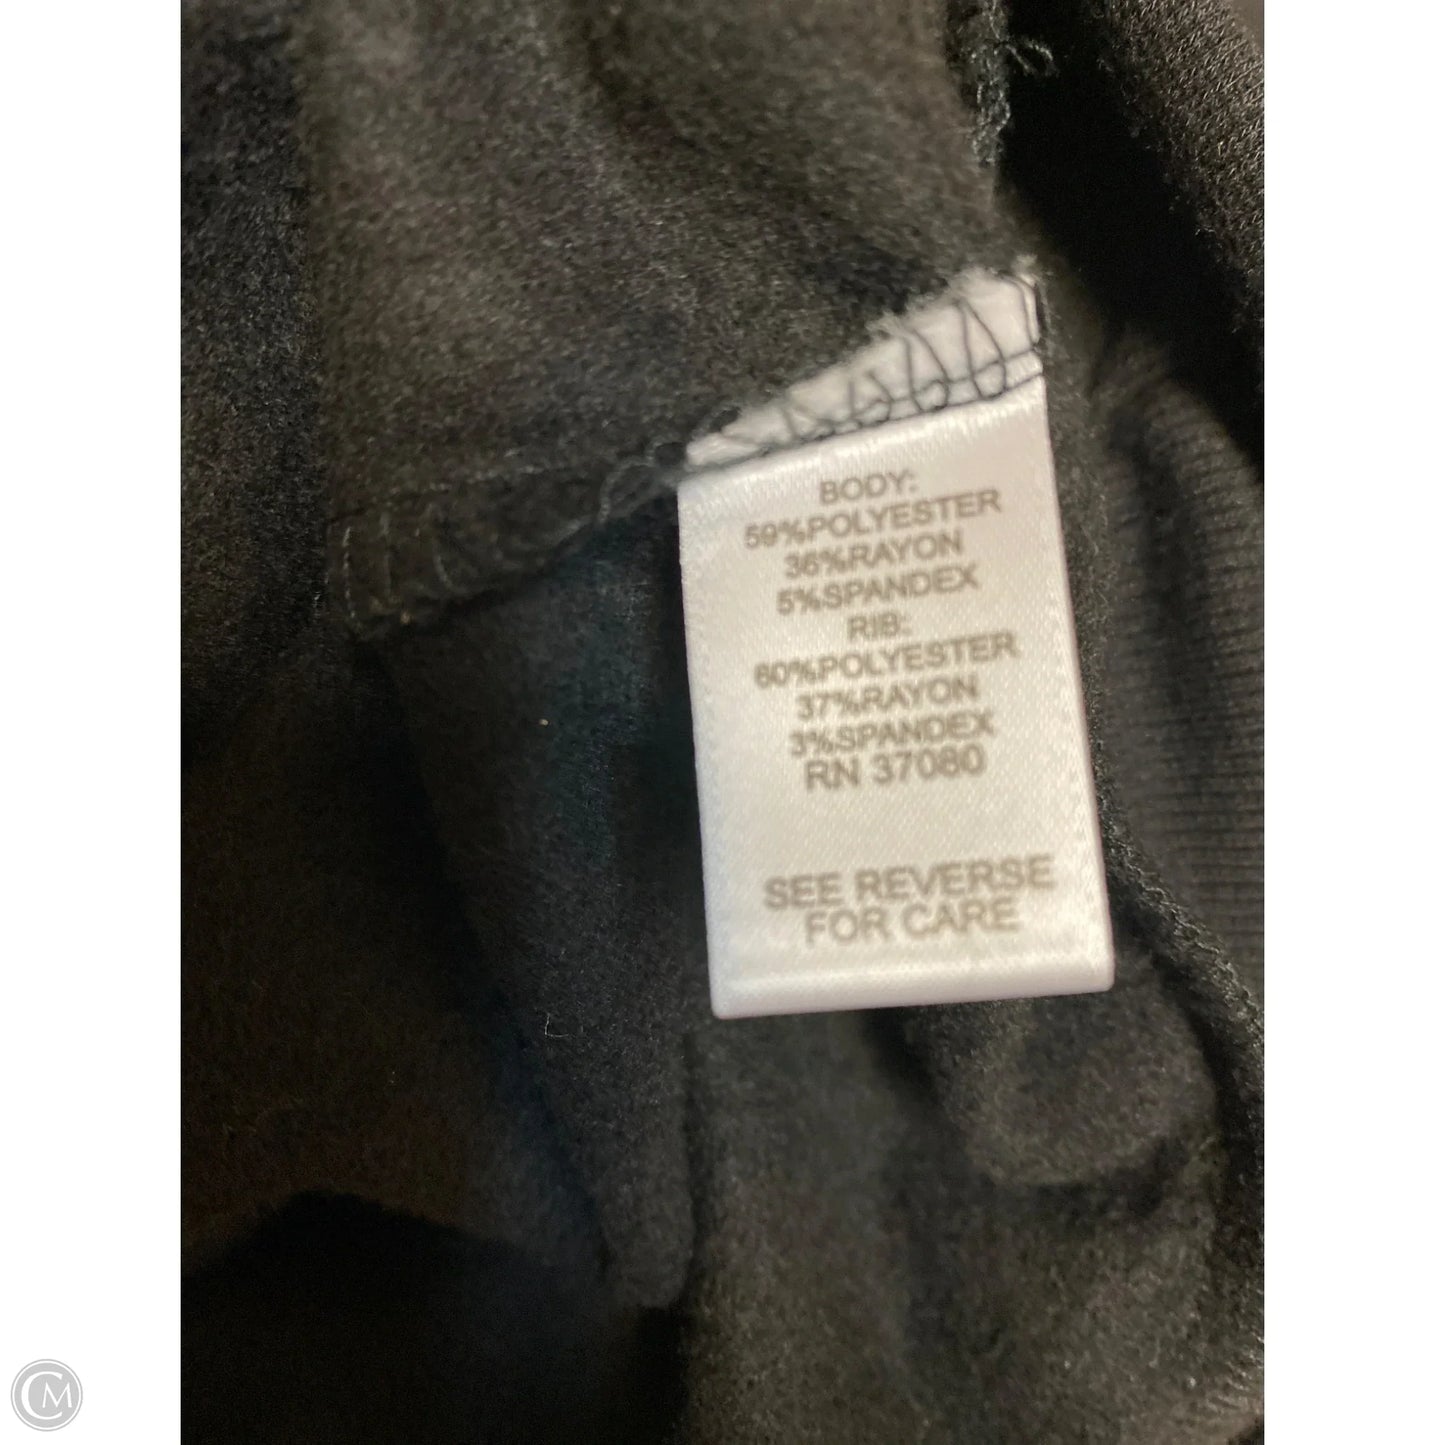 BODY:
59%POLYESTER
36%RAYON
5%SPANDEX
RIB:
60%POLYESTER
37%RAYON
3%SPANDEX
RN 37080
SEE REVERSE
FOR CARE
CM